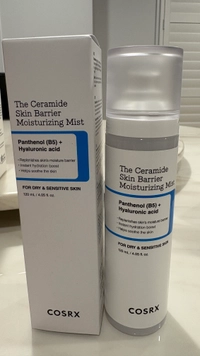 The Ceramide
Skin Barrier
Moisturizing Mist
Panthenol (B5) +
Hyaluronic acid
FOR DRY & SENSITIVE SKIN
COSRX
The Ceramide
Skin Barrier
Moisturizing Mist
Panthenol (B5) +
Hyaluronic acid
FOR DRY & SENSITIVE SKIN
COSRX